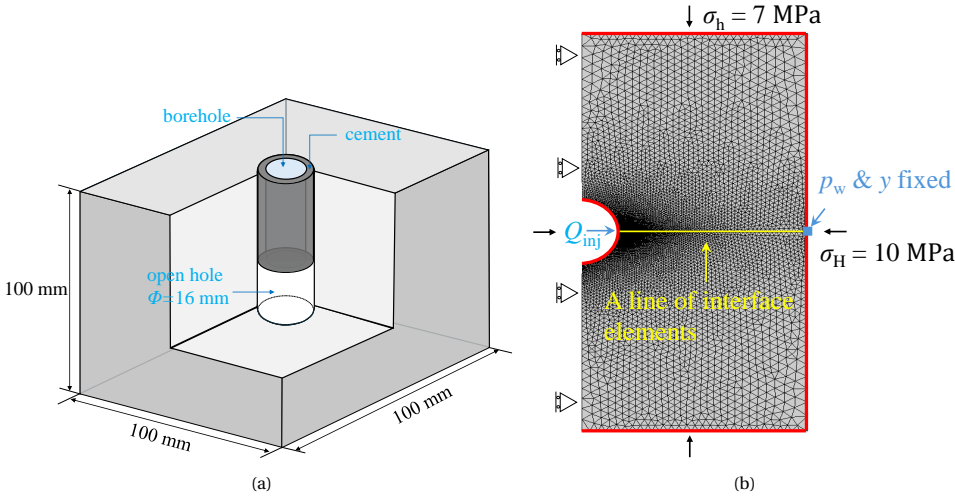 borehole
cement
open hole
Φ=16 mm
100 mm
100 mm
100 mm
(a)
σh = 7 MPa
pw & y fixed
Qinj
σH = 10 MPa
A line of interface
elements
(b)